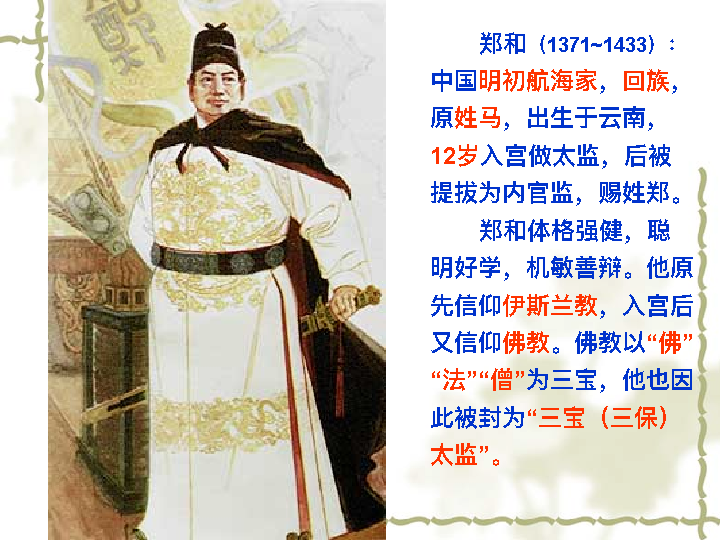 郑和（1371~1433）：
中国明初航海家，回族，
原姓马，出生于云南，
12岁入宫做太监，后被
提拔为内官监，赐姓郑。
郑和体格强健，聪
明好学，机敏善辩。他原
先信仰伊斯兰教，入宫后
又信仰佛教。佛教以“佛”
“法”“僧”为三宝，他也因
此被封为“三宝（三保）
太监”。